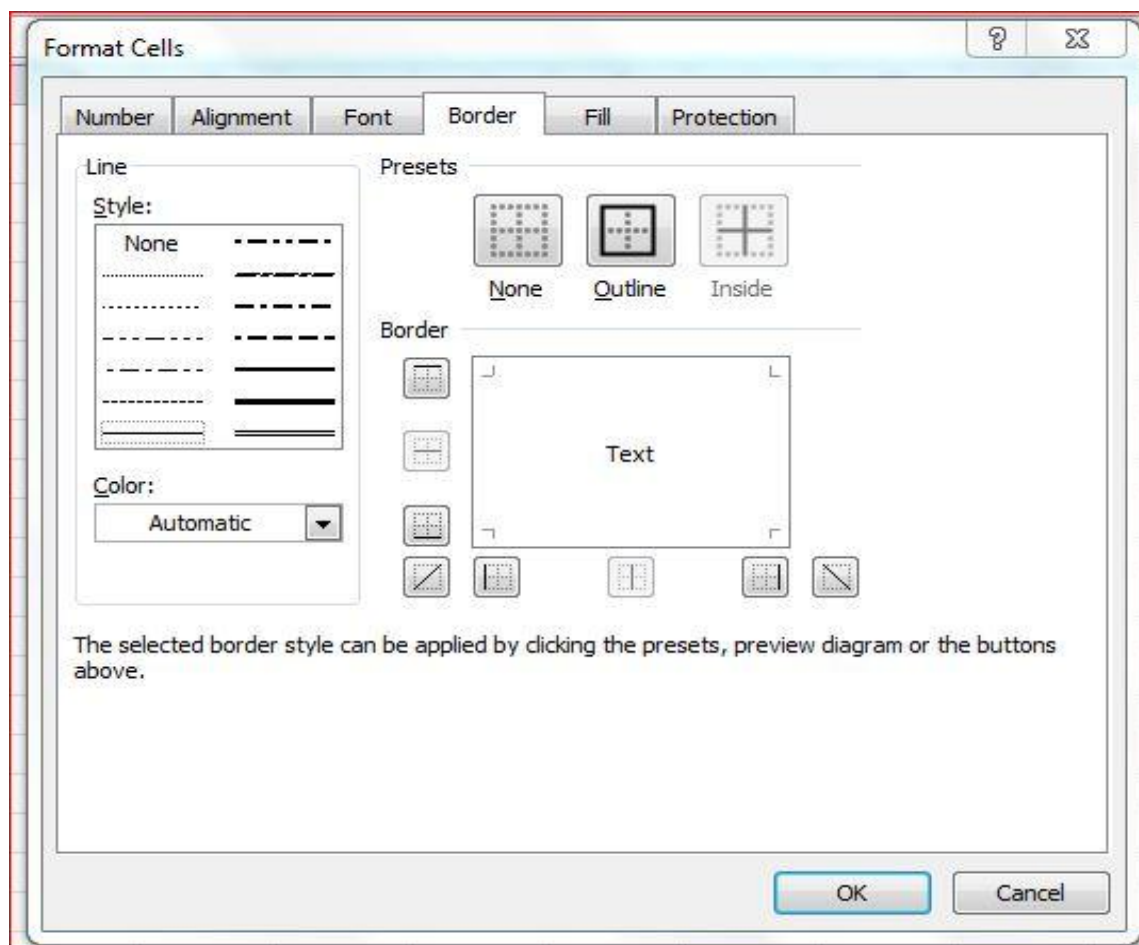 Format Cells
Number Alignment Font Border Fill Protection
Line
Presets
Style:
None
None Outline Inside
Border
Text
Color:
Automatic
The selected border style can be applied by clicking the presets, preview diagram or the buttons
above.
OK Cancel